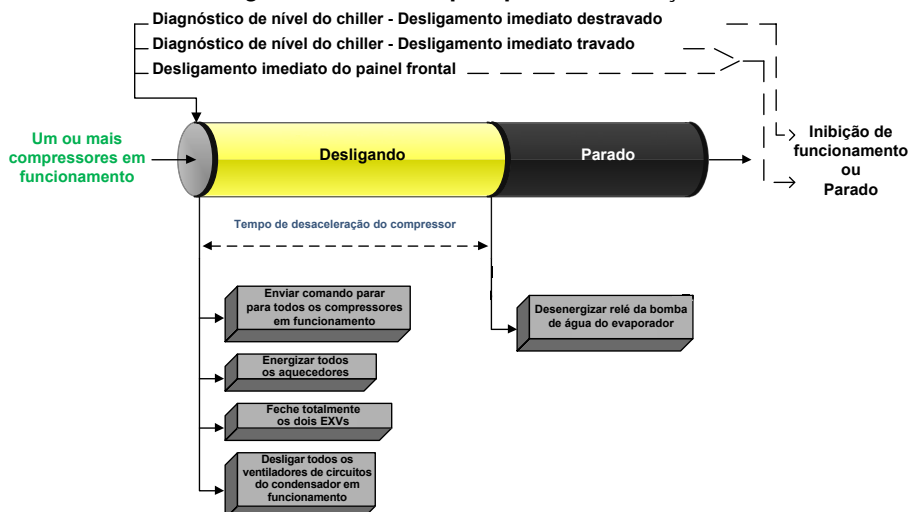 Diagnóstico de nível do chiller - Desligamento imediato destravado
Diagnóstico de nível do chiller - Desligamento imediato travado
Desligamento imediato do painel frontal
Um ou mais
compressores em
funcionamento
Desligando
Parado
Inibição de
funcionamento
ou
Parado
Tempo de desaceleração do compressor
Enviar comando parar
para todos os compressores
em funcionamento
Desenergizar relé da bomba
de água do evaporador
Energizar todos
os aquecedores
Feche totalmente
os dois EXVs
Desligar todos os
ventiladores de circuitos
do condensador em
funcionamento